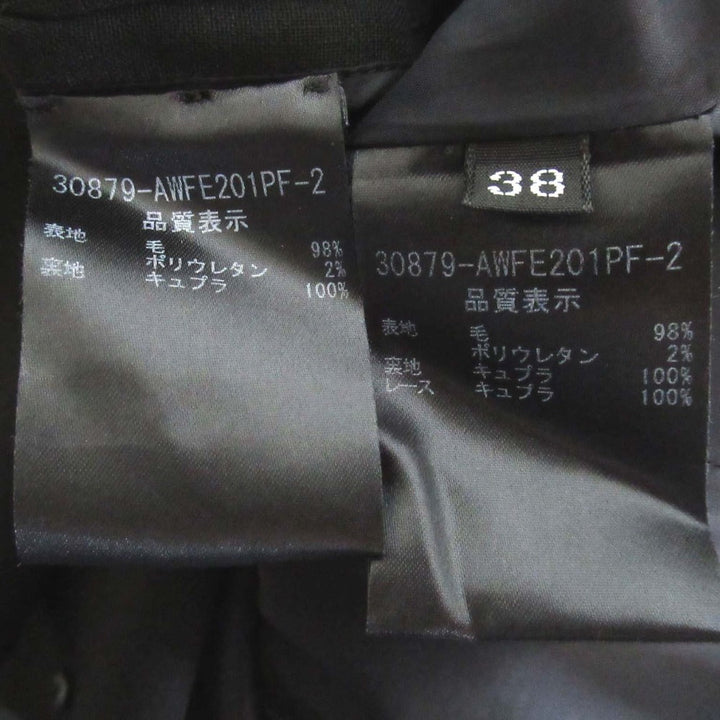 30879-AWFE201PF-2
品質表示
表地 毛 98%
ポリウレタン 2%
裏地 キュプラ 100%
38
30879-AWFE201PF-2
品質表示
表地 毛 98%
ポリウレタン 2%
裏地 キュプラ 100%
レース キュプラ 100%